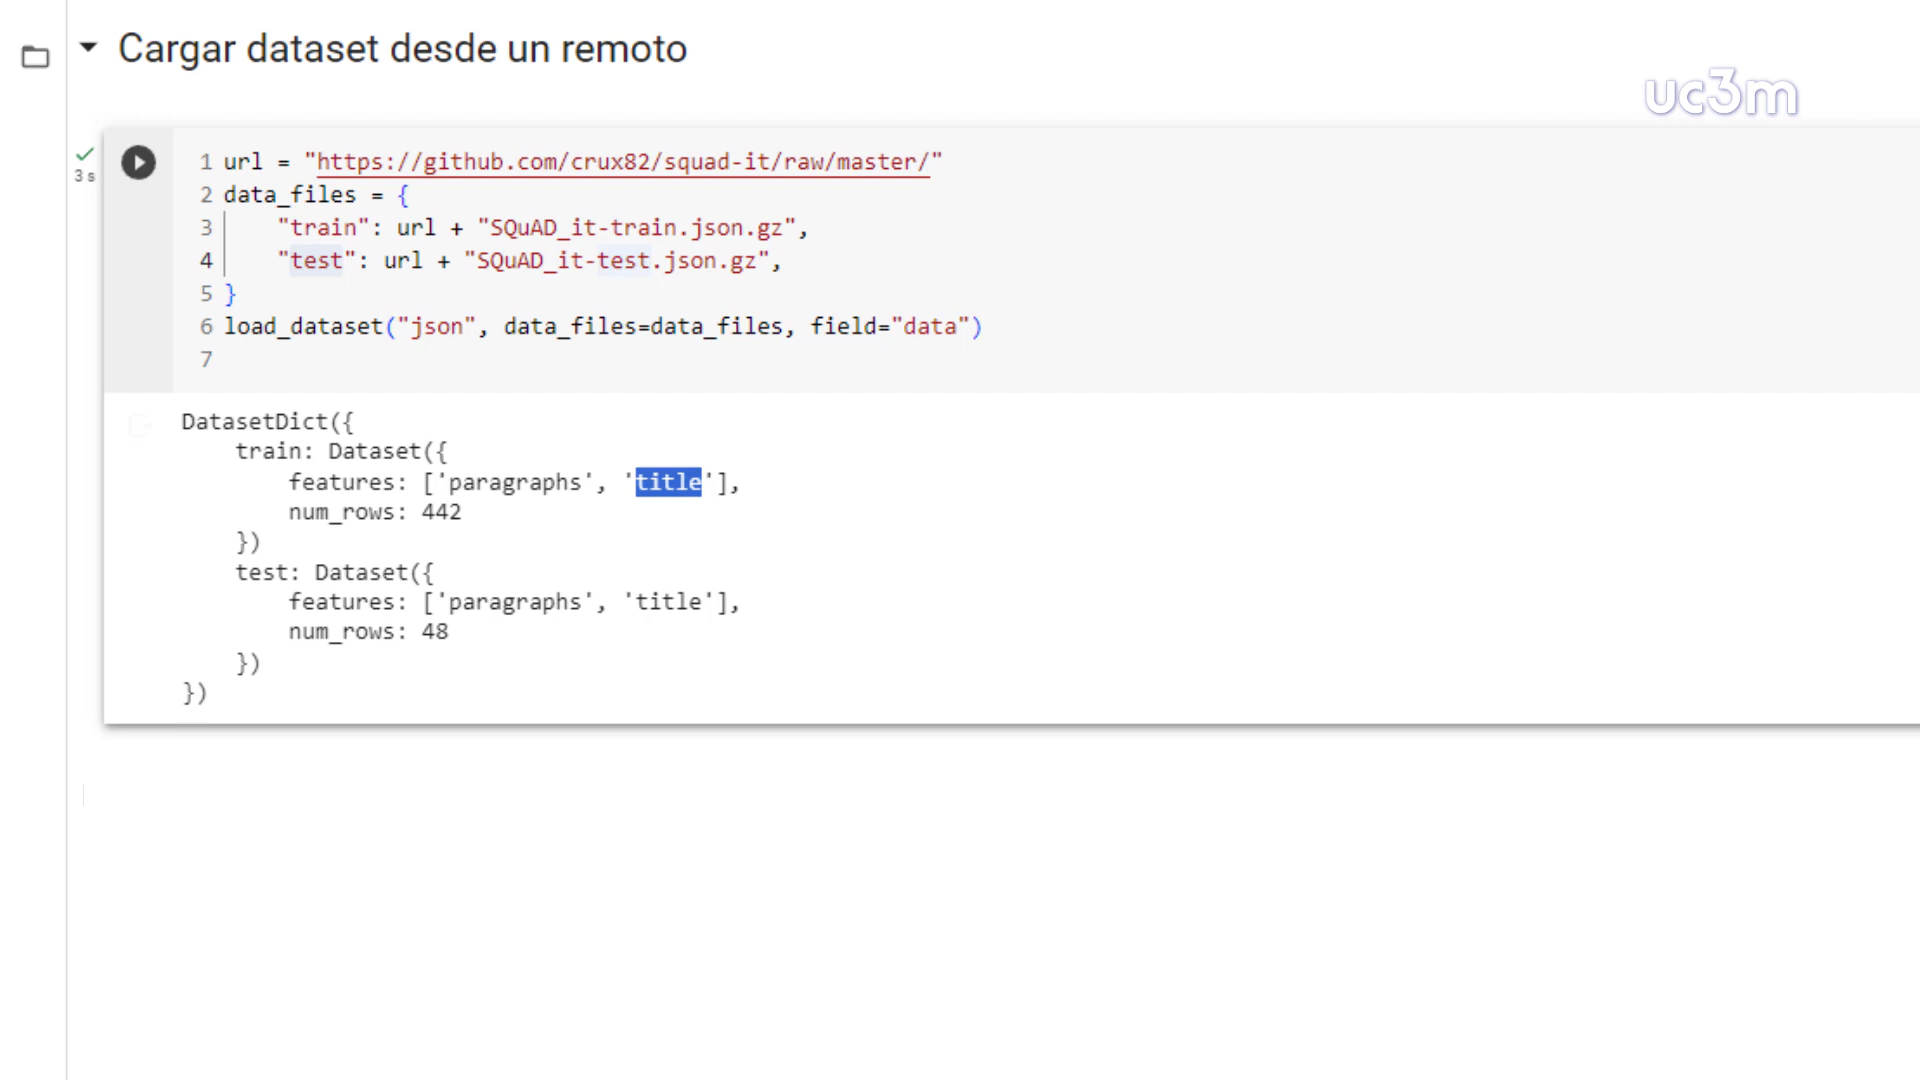 Cargar dataset desde un remoto
uc3m
3 s
1 url = "https://github.com/crux82/squad-it/raw/master/"
2 data_files = {
3     "train": url + "SQuAD_it-train.json.gz",
4     "test": url + "SQuAD_it-test.json.gz",
5 }
6 load_dataset("json", data_files=data_files, field="data")
7
DatasetDict({
    train: Dataset({
        features: ['paragraphs', 'title'],
        num_rows: 442
    })
    test: Dataset({
        features: ['paragraphs', 'title'],
        num_rows: 48
    })
})